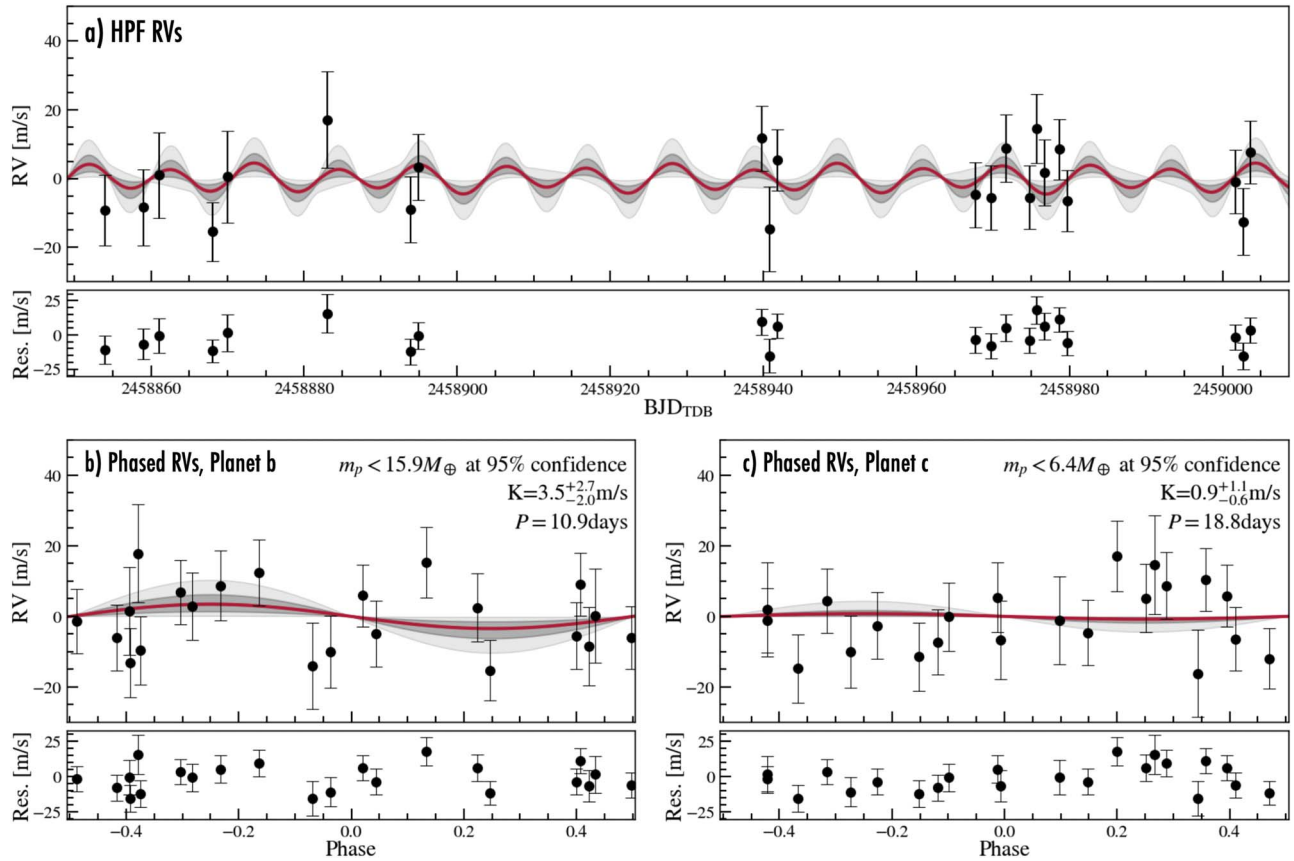 a) HPF RVs
RV [m/s]
40
20
0
−20
Res. [m/s]
25
0
−25
2458860 2458880 2458900 2458920 2458940 2458960 2458980 2459000
BJD_TDB
b) Phased RVs, Planet b
m_p < 15.9M_⊕ at 95% confidence
K=3.5^{+2.7}_{−2.0}m/s
P = 10.9days
RV [m/s]
40
20
0
−20
Res. [m/s]
25
0
−25
−0.4 −0.2 0.0 0.2 0.4
Phase
c) Phased RVs, Planet c
m_p < 6.4M_⊕ at 95% confidence
K=0.9^{+1.1}_{−0.6}m/s
P = 18.8days
RV [m/s]
40
20
0
−20
Res. [m/s]
25
0
−25
−0.4 −0.2 0.0 0.2 0.4
Phase